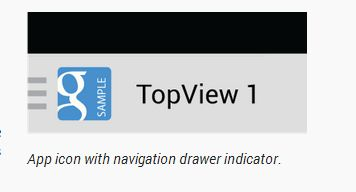 g SAMPLE TopView 1
App icon with navigation drawer indicator.